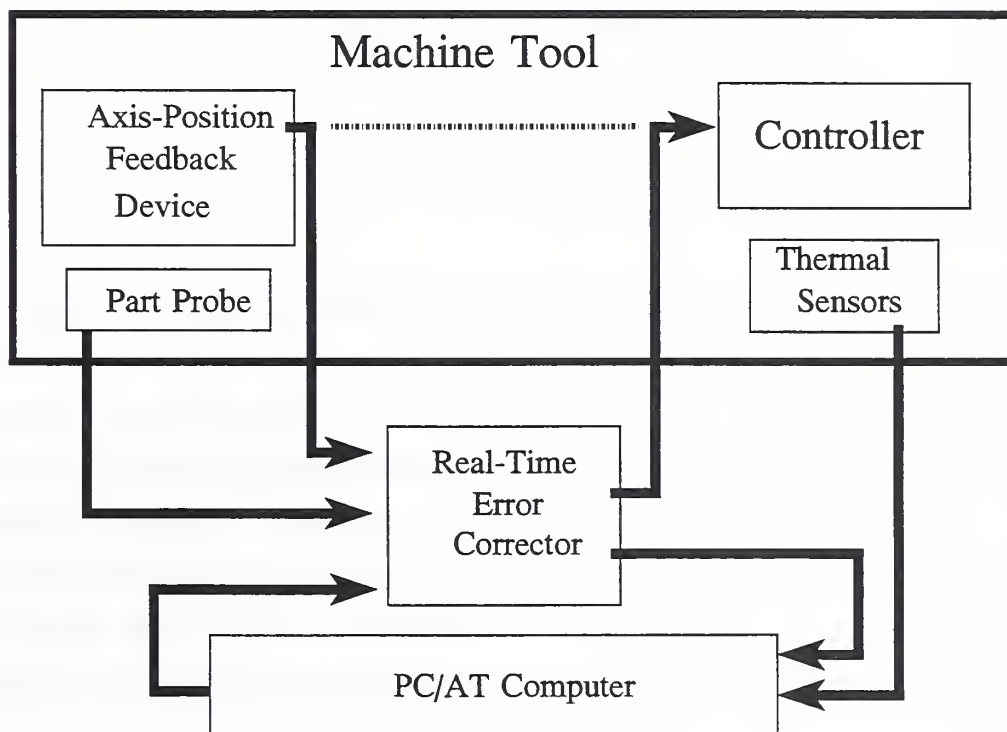 Machine Tool
Axis-Position
Feedback
Device
Controller
Part Probe
Thermal
Sensors
Real-Time
Error
Corrector
PC/AT Computer